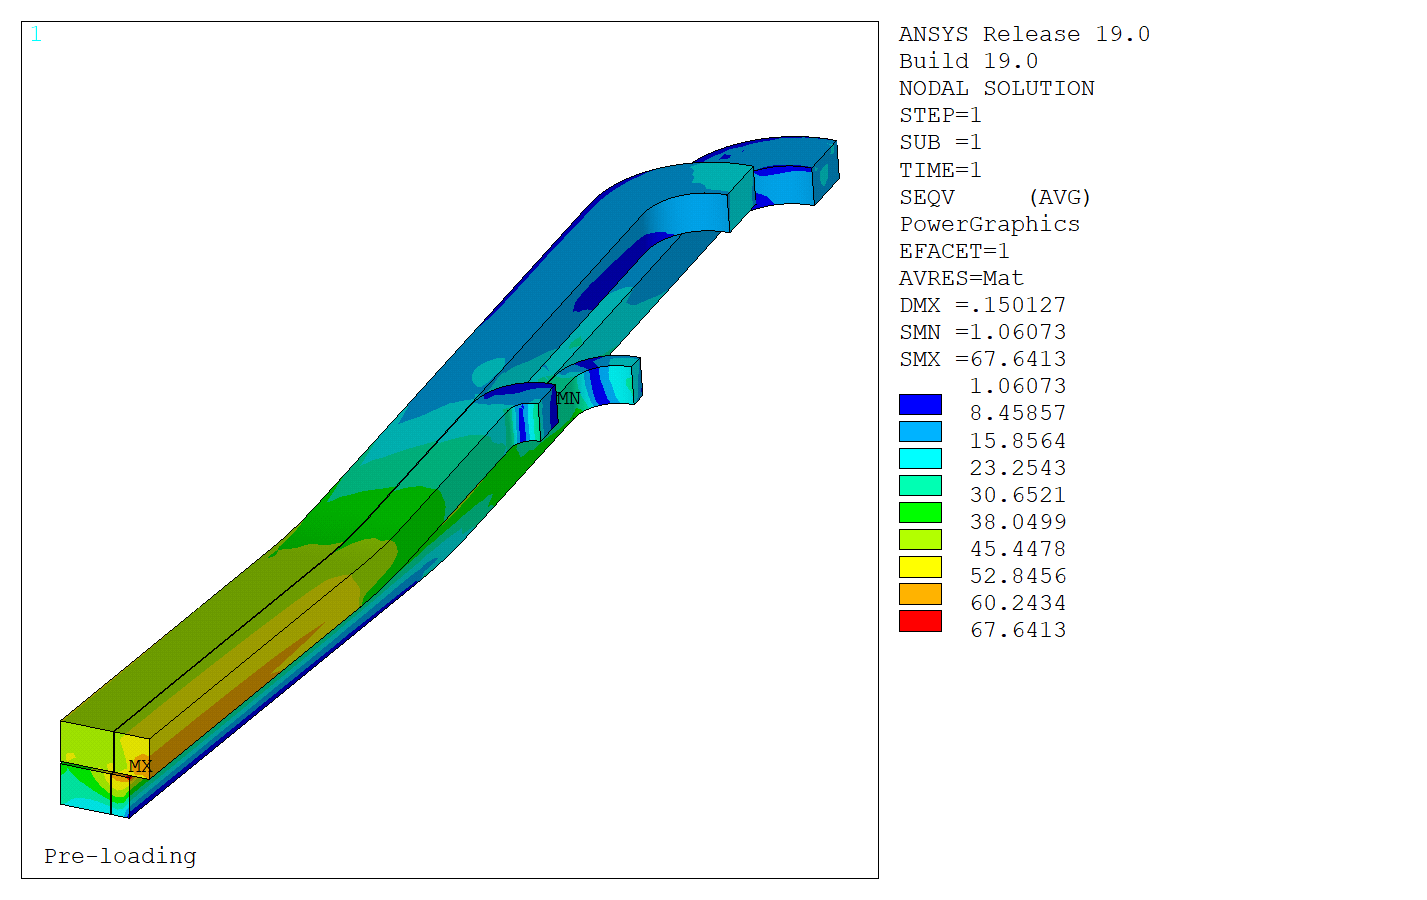 1
ANSYS Release 19.0
Build 19.0
NODAL SOLUTION
STEP=1
SUB =1
TIME=1
SEQV     (AVG)
PowerGraphics
EFACET=1
AVRES=Mat
DMX =.150127
SMN =1.06073
SMX =67.6413
1.06073
8.45857
15.8564
23.2543
30.6521
38.0499
45.4478
52.8456
60.2434
67.6413
MN
MX
Pre-loading